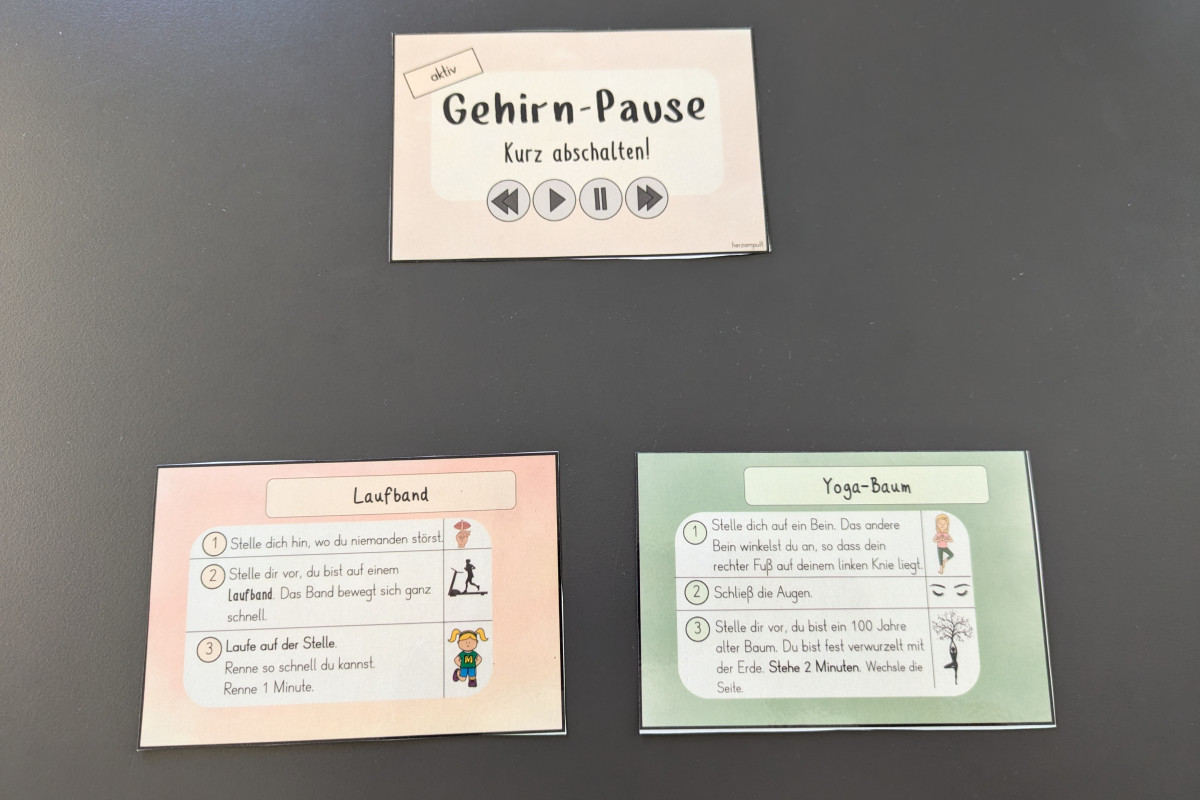 aktiv
Gehirn-Pause
Kurz abschalten!
herzampull
Laufband
1 Stelle dich hin, wo du niemanden störst.
2 Stelle dir vor, du bist auf einem
Laufband. Das Band bewegt sich ganz
schnell.
3 Laufe auf der Stelle.
Renne so schnell du kannst.
Renne 1 Minute.
M
Yoga-Baum
1 Stelle dich auf ein Bein. Das andere
Bein winkelst du an, so dass dein
rechter Fuß auf deinem linken Knie liegt.
2 Schließ die Augen.
3 Stelle dir vor, du bist ein 100 Jahre
alter Baum. Du bist fest verwurzelt mit
der Erde. Stehe 2 Minuten. Wechsle die
Seite.